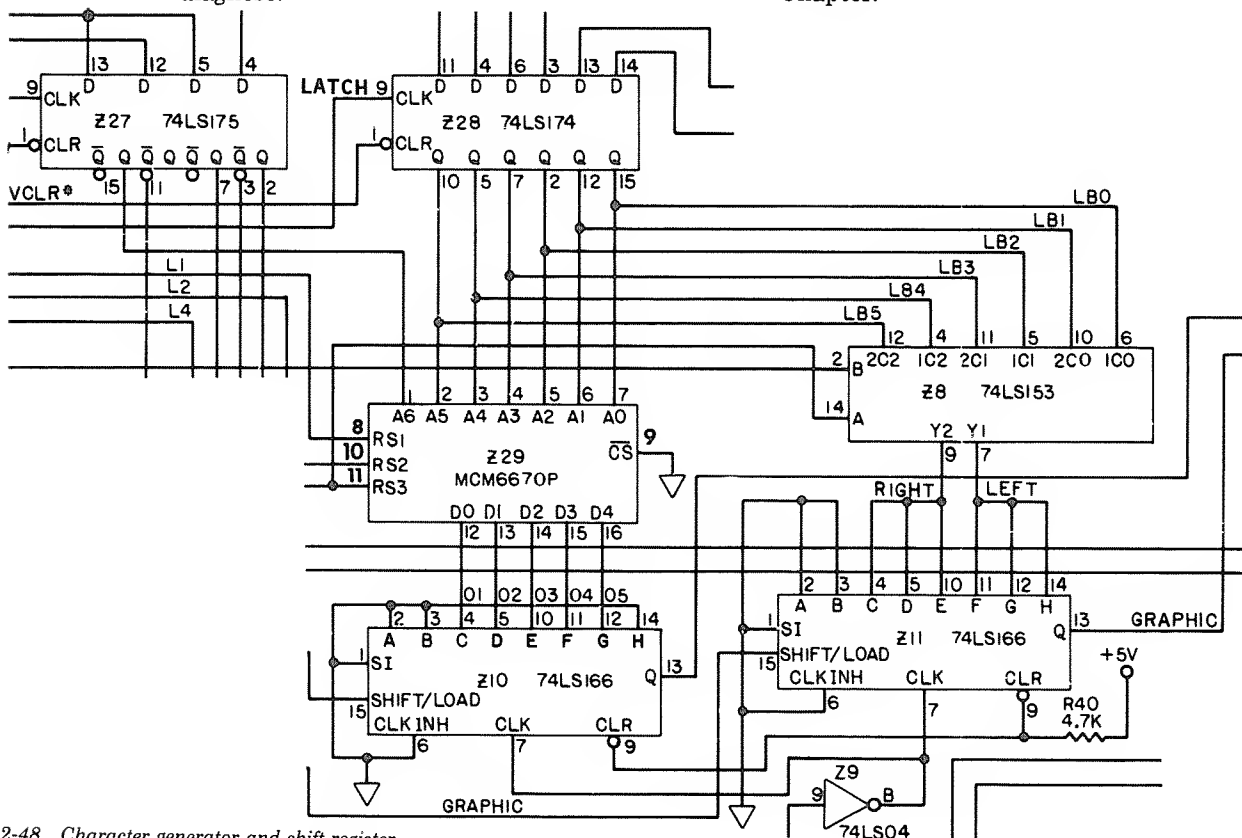 13 12 5 4
D D D D
9 CLK
Z27 74LS175
1 CLR
Q̅ Q Q̅ Q Q̅ Q Q̅ Q
15 11 7 3 2
LATCH 9 CLK
11 4 6 3 13 14
D D D D D D
Z28 74LS174
1 CLR
Q Q Q Q Q Q
10 5 7 2 12 15
VCLR*
L1
L2
L4
LB0
LB1
LB2
LB3
LB4
LB5
12 4 11 5 10 6
2C2 1C2 2C1 1C1 2C0 1C0
2 B
Z8 74LS153
14 A
Y2 Y1
9 7
1 2 3 4 5 6 7
A6 A5 A4 A3 A2 A1 A0
8 RS1
10 RS2
11 RS3
Z29
MCM6670P
C̅S̅ 9
D0 D1 D2 D3 D4
12 13 14 15 16
O1 O2 O3 O4 O5
2 3 4 5 10 11 12 14
A B C D E F G H
1 SI
Q 13
Z10 74LS166
15 SHIFT/LOAD
CLK INH CLK CLR
6 7 9
RIGHT LEFT
2 3 4 5 10 11 12 14
A B C D E F G H
1 SI
Q 13
GRAPHIC
Z11 74LS166
15 SHIFT/LOAD
CLK INH CLK CLR
6 7 9
+5V
R40
4.7K
GRAPHIC
Z9
9 8
74LS04
2-48 Character generator and shift register